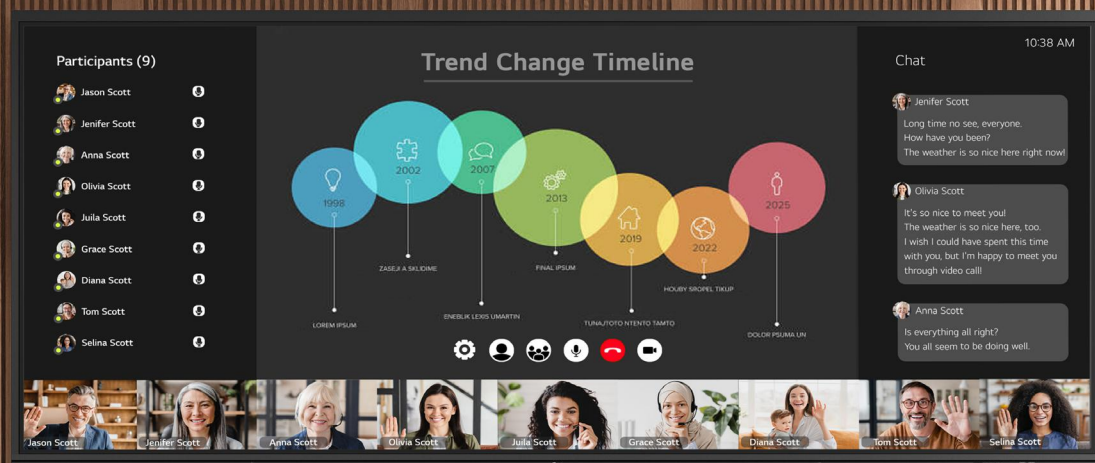 10:38 AM
Participants (9)
Jason Scott
Jenifer Scott
Anna Scott
Olivia Scott
Juila Scott
Grace Scott
Diana Scott
Tom Scott
Selina Scott
Trend Change Timeline
1998
2002
2007
2013
2019
2022
2025
LOREM IPSUM
ZASEJI A SKLIDIME
ENEBLIK LEXIS UMARTIN
FINAL IPSUM
TUNA/TOTO NTENTO TAMTO
HOUBY SROPEL TIKUP
DOLOR PSUMA UN
Chat
Jenifer Scott
Long time no see, everyone.
How have you been?
The weather is so nice here right now!
Olivia Scott
It's so nice to meet you!
The weather is so nice here, too.
I wish I could have spent this time
with you, but I'm happy to meet you
through video call!
Anna Scott
Is everything all right?
You all seem to be doing well.
Jason Scott
Jenifer Scott
Anna Scott
Olivia Scott
Juila Scott
Grace Scott
Diana Scott
Tom Scott
Selina Scott